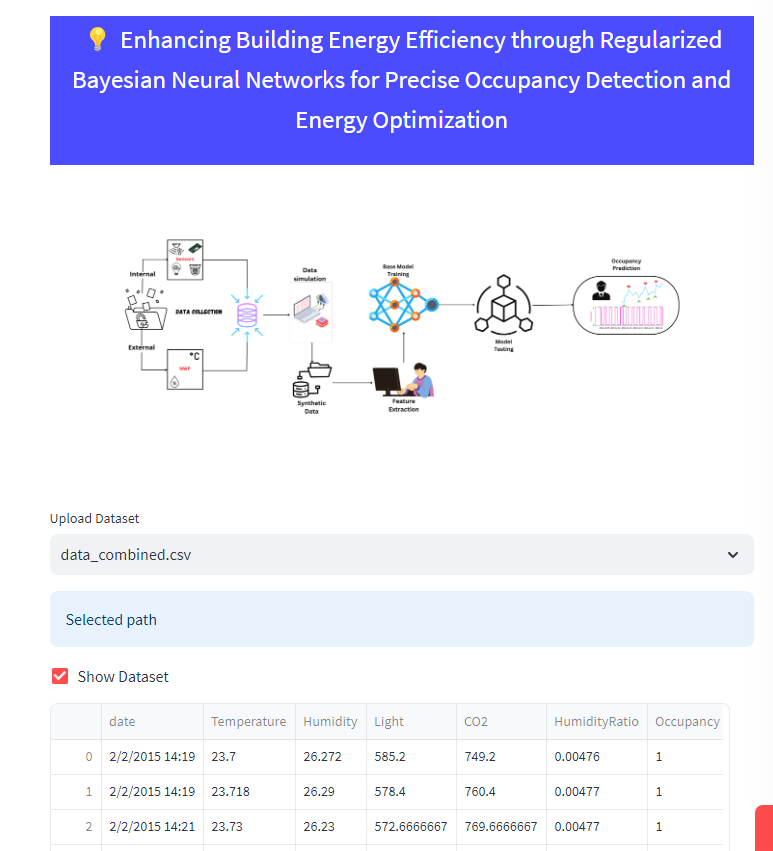 Enhancing Building Energy Efficiency through Regularized
Bayesian Neural Networks for Precise Occupancy Detection and
Energy Optimization
Sensors
Internal
DATA COLLECTION
External
°C
Data
simulation
Synthetic
Data
Base Model
Training
Feature
Extraction
Model
Testing
Occupancy
Prediction
Upload Dataset
data_combined.csv
Selected path
Show Dataset
date Temperature Humidity Light CO2 HumidityRatio Occupancy
0 2/2/2015 14:19 23.7 26.272 585.2 749.2 0.00476 1
1 2/2/2015 14:19 23.718 26.29 578.4 760.4 0.00477 1
2 2/2/2015 14:21 23.73 26.23 572.6666667 769.6666667 0.00477 1